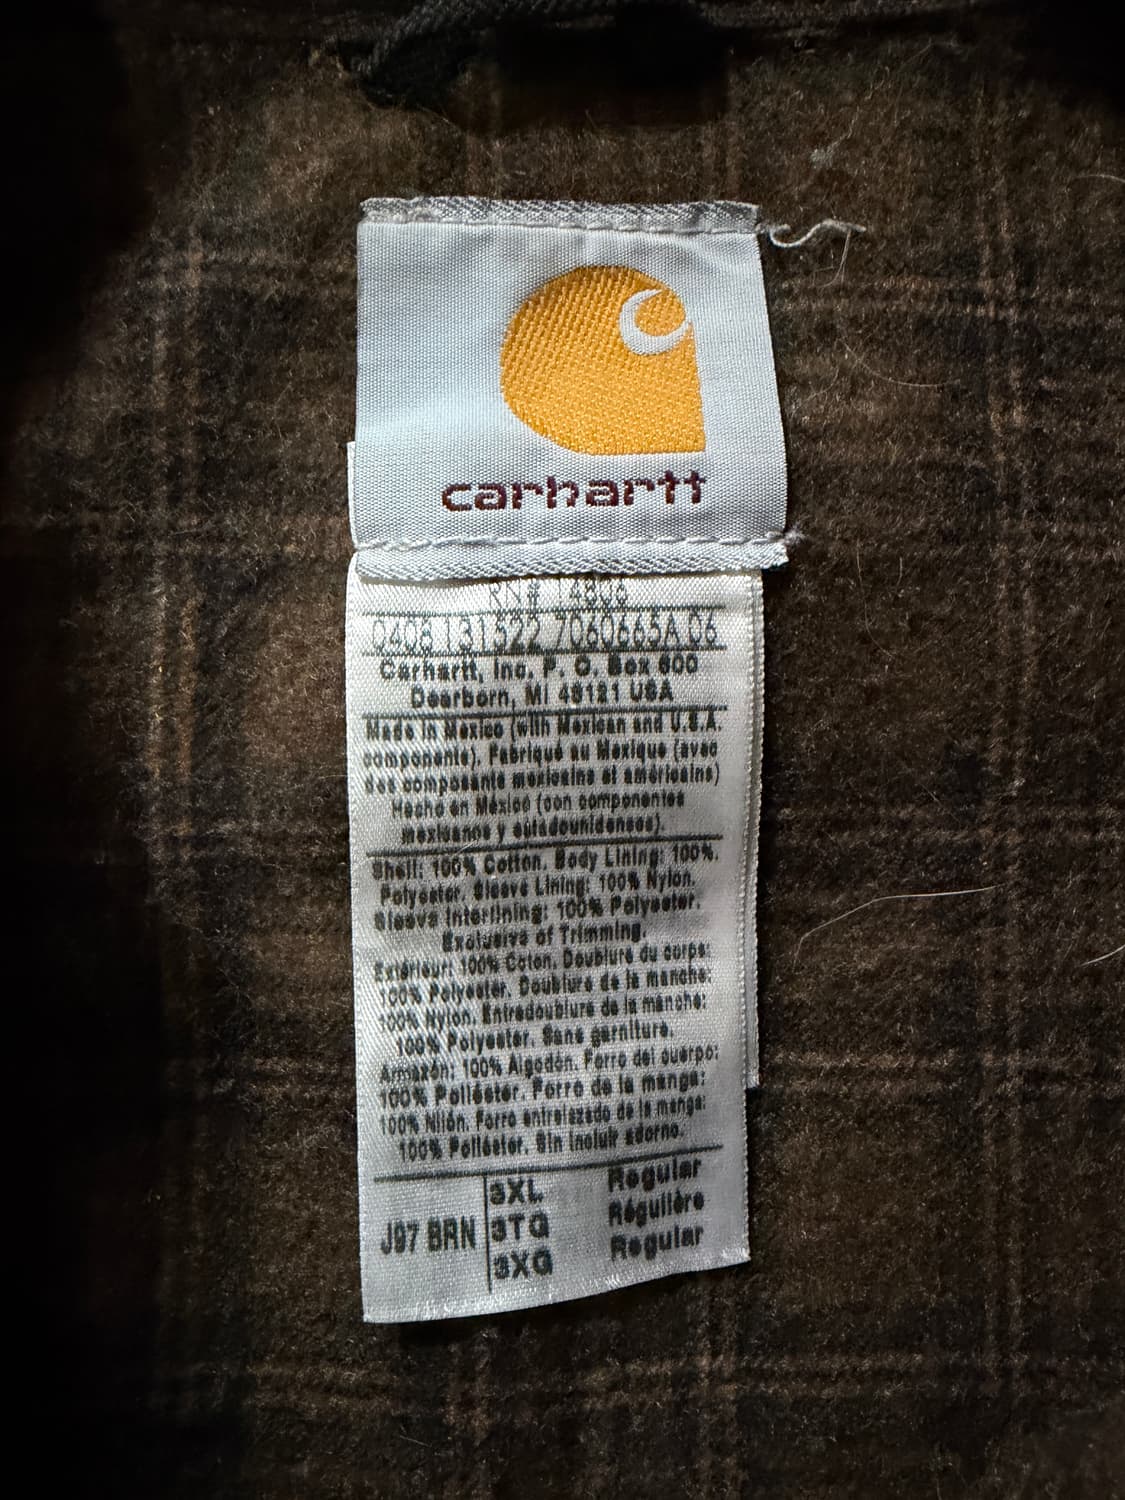 carhartt
RN# 14806
0408 131522 7060665A 06
Carhartt, Inc. P. O. Box 600
Dearborn, MI 48121 USA
Made in Mexico (with Mexican and U.S.A.
components). Fabriqué au Mexique (avec
des composants mexicains et américains)
Hecho en México (con componentes
mexicanos y estadounidenses).
Shell: 100% Cotton. Body Lining: 100%.
Polyester. Sleeve Lining: 100% Nylon.
Sleeve Interlining: 100% Polyester.
Exclusive of Trimming.
Extérieur: 100% Coton. Doublure du corps:
100% Polyester. Doublure de la manche:
100% Nylon. Entredoublure de la manche:
100% Polyester. Sans garniture.
Armazón: 100% Algodón. Forro del cuerpo:
100% Poliéster. Forro de la manga:
100% Nilón. Forro entrelazado de la manga:
100% Poliéster. Sin incluir adorno.
J97 BRN
3XL Regular
3TG Régulière
3XG Regular